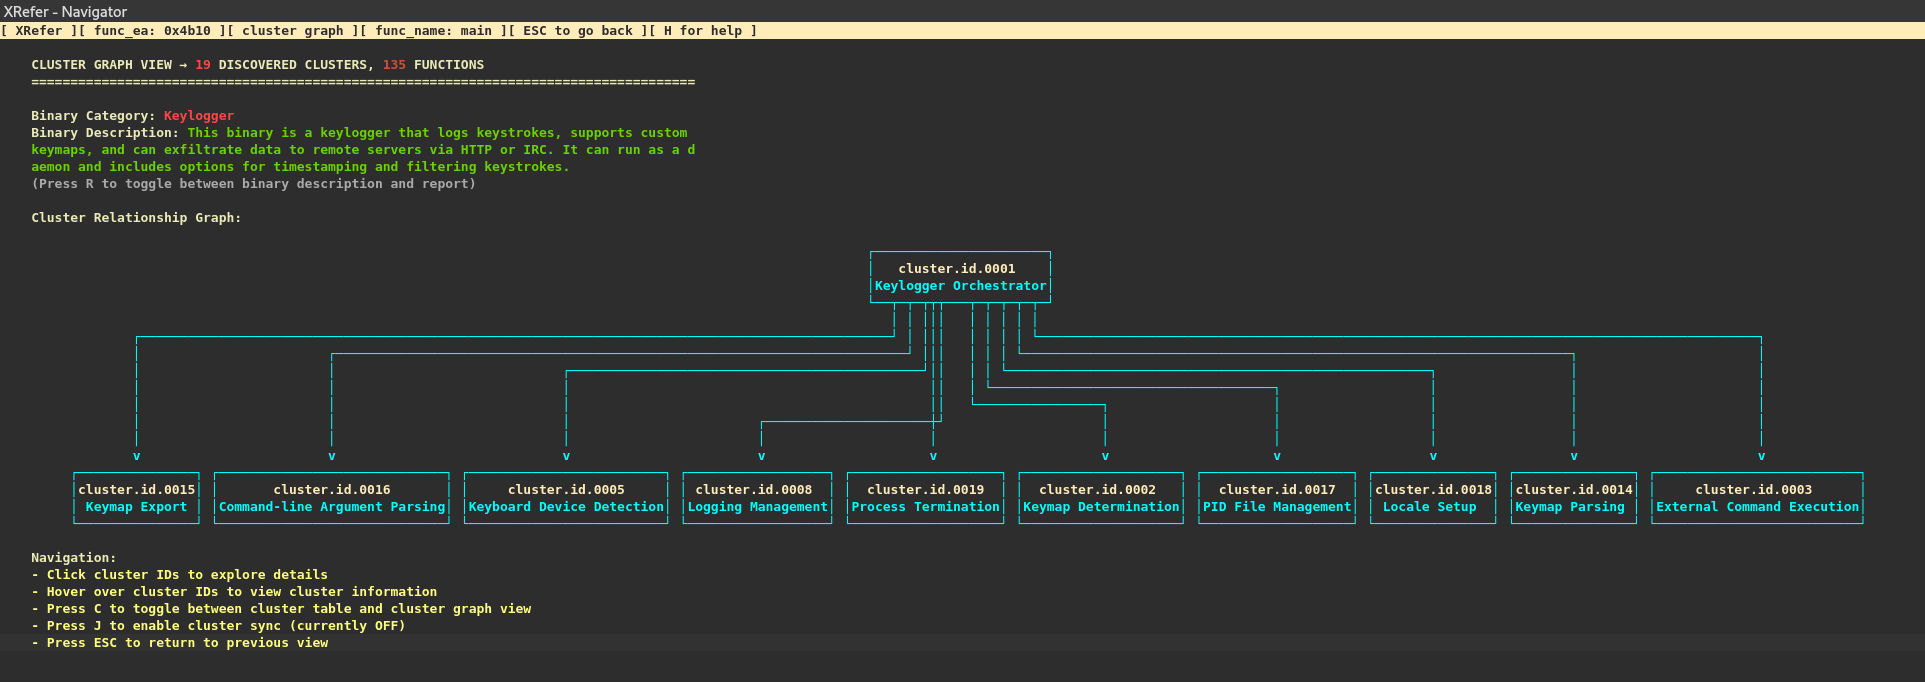 XRefer - Navigator
[ XRefer ][ func_ea: 0x4b10 ][ cluster graph ][ func_name: main ][ ESC to go back ][ H for help ]
CLUSTER GRAPH VIEW → 19 DISCOVERED CLUSTERS, 135 FUNCTIONS
=====================================================================================
Binary Category: Keylogger
Binary Description: This binary is a keylogger that logs keystrokes, supports custom
keymaps, and can exfiltrate data to remote servers via HTTP or IRC. It can run as a d
aemon and includes options for timestamping and filtering keystrokes.
(Press R to toggle between binary description and report)
Cluster Relationship Graph:
cluster.id.0001
Keylogger Orchestrator
v v v v v v v v v v
cluster.id.0015 cluster.id.0016 cluster.id.0005 cluster.id.0008 cluster.id.0019 cluster.id.0002 cluster.id.0017 cluster.id.0018 cluster.id.0014 cluster.id.0003
Keymap Export Command-line Argument Parsing Keyboard Device Detection Logging Management Process Termination Keymap Determination PID File Management Locale Setup Keymap Parsing External Command Execution
Navigation:
- Click cluster IDs to explore details
- Hover over cluster IDs to view cluster information
- Press C to toggle between cluster table and cluster graph view
- Press J to enable cluster sync (currently OFF)
- Press ESC to return to previous view